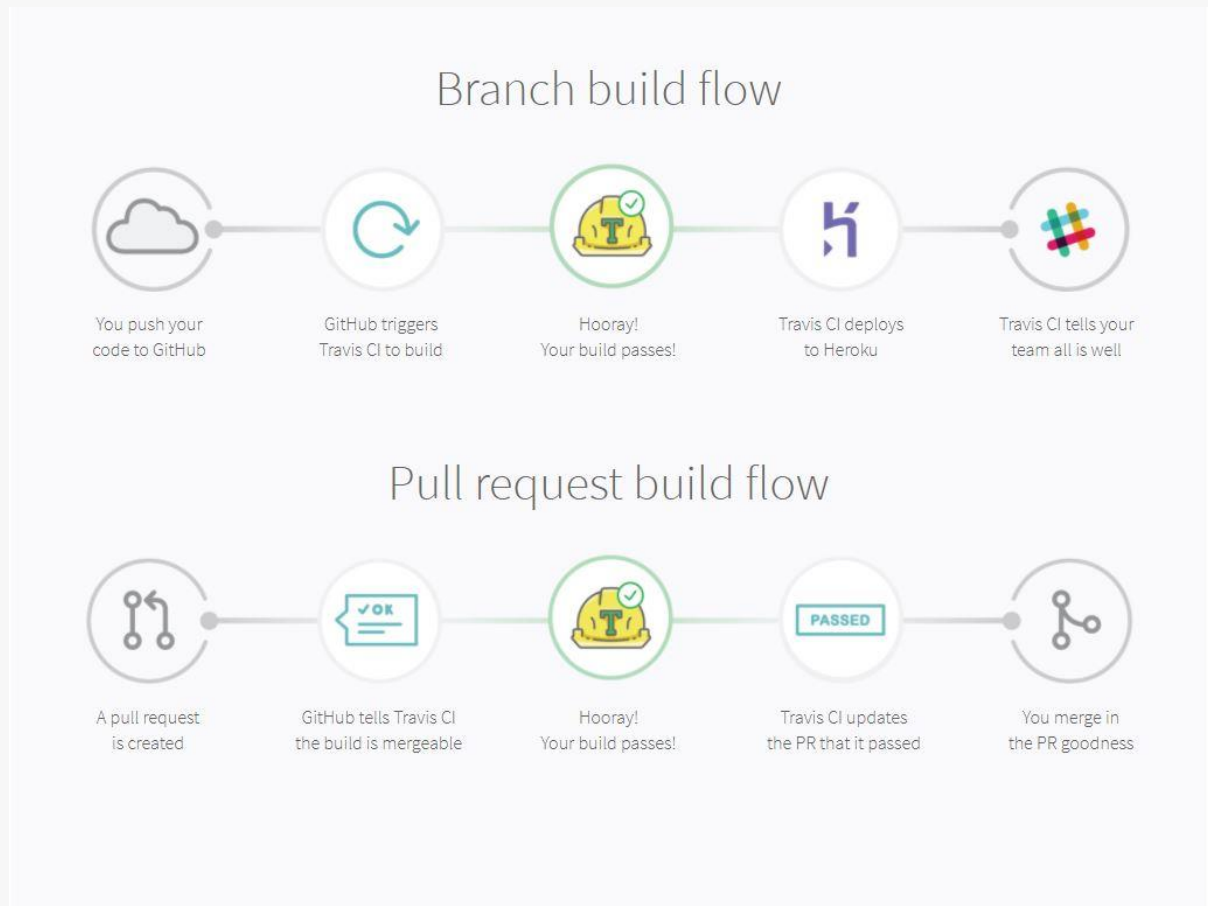 Branch build flow
You push your
code to GitHub
GitHub triggers
Travis CI to build
T
Hooray!
Your build passes!
Travis CI deploys
to Heroku
Travis CI tells your
team all is well
Pull request build flow
A pull request
is created
✓OK
GitHub tells Travis CI
the build is mergeable
T
Hooray!
Your build passes!
PASSED
Travis CI updates
the PR that it passed
You merge in
the PR goodness